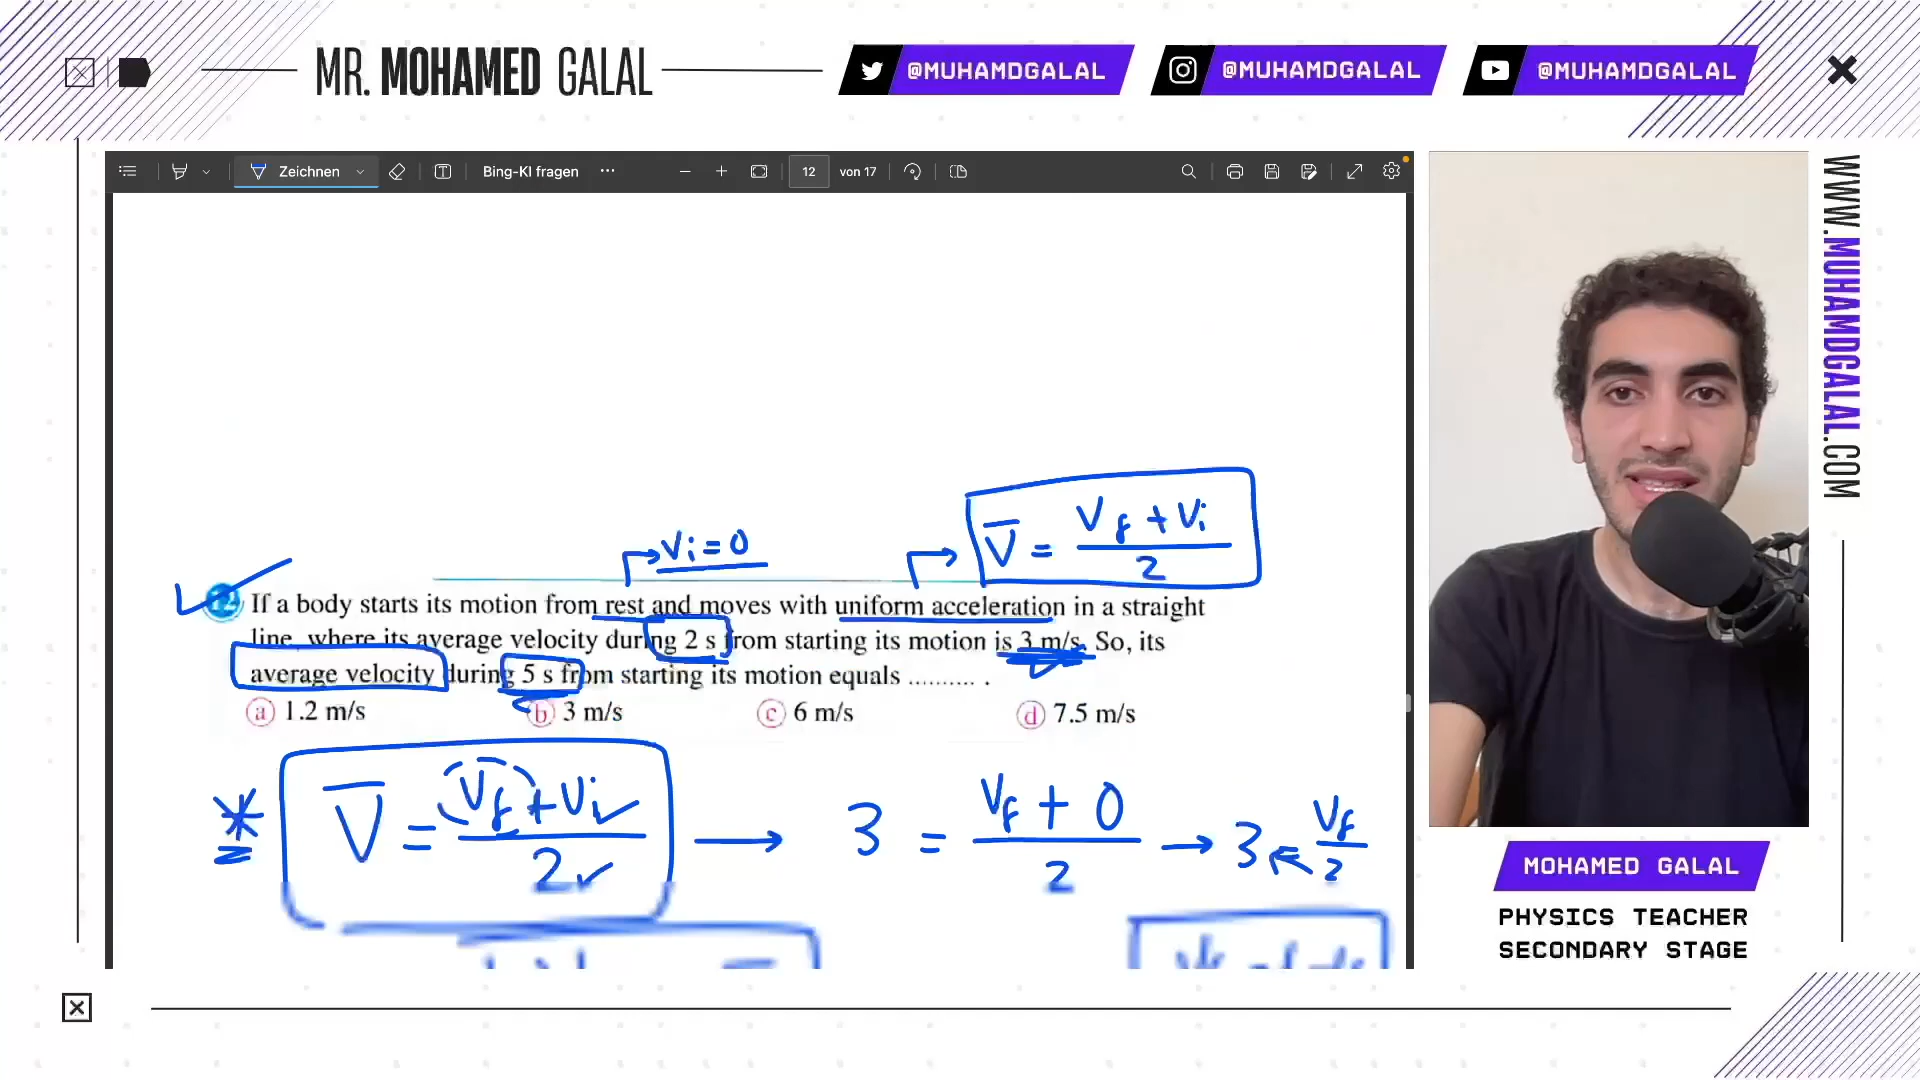 MR. MOHAMED GALAL
@MUHAMDGALAL
@MUHAMDGALAL
@MUHAMDGALAL
Zeichnen
Bing-KI fragen
12 von 17
WWW.MUHAMDGALAL.COM
Vi = 0
V̅ = Vf + Vi / 2
12 If a body starts its motion from rest and moves with uniform acceleration in a straight
line, where its average velocity during 2 s from starting its motion is 3 m/s. So, its
average velocity during 5 s from starting its motion equals .......... .
a 1.2 m/s b 3 m/s c 6 m/s d 7.5 m/s
V̅ = Vf + Vi / 2 → 3 = Vf + 0 / 2 → 3 Vf / 2
MOHAMED GALAL
PHYSICS TEACHER
SECONDARY STAGE